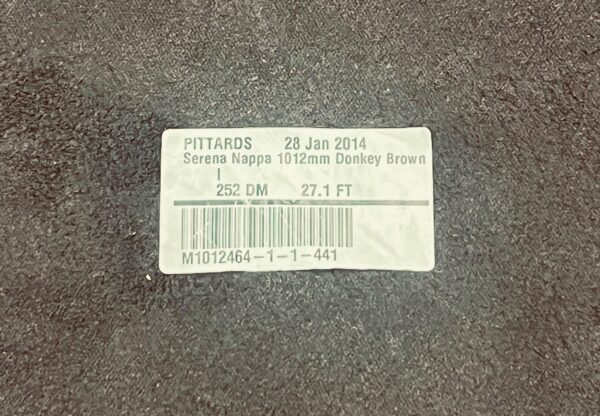 PITTARDS 28 Jan 2014
Serena Nappa 1012mm Donkey Brown
I
252 DM 27.1 FT
M1012464-1-1-441